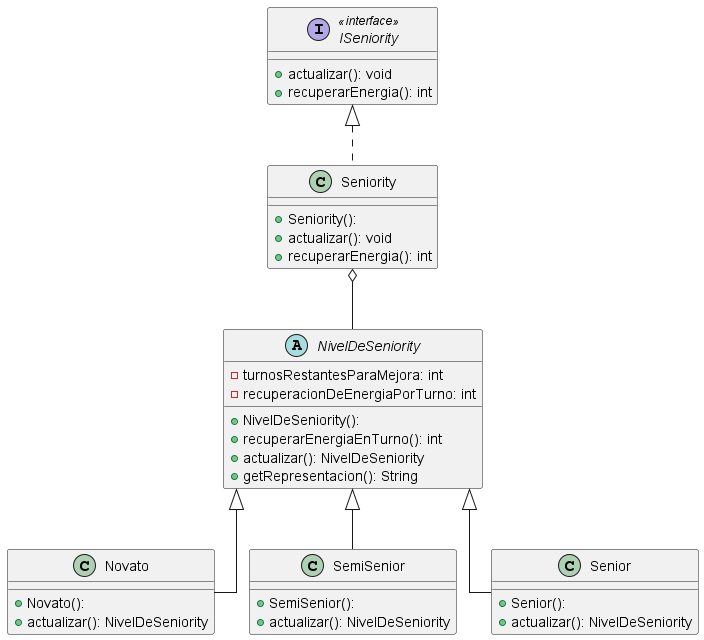 I
«interface»
ISeniority
actualizar(): void
recuperarEnergia(): int
C Seniority
Seniority():
actualizar(): void
recuperarEnergia(): int
A NivelDeSeniority
turnosRestantesParaMejora: int
recuperacionDeEnergiaPorTurno: int
NivelDeSeniority():
recuperarEnergiaEnTurno(): int
actualizar(): NivelDeSeniority
getRepresentacion(): String
C Novato
Novato():
actualizar(): NivelDeSeniority
C SemiSenior
SemiSenior():
actualizar(): NivelDeSeniority
C Senior
Senior():
actualizar(): NivelDeSeniority